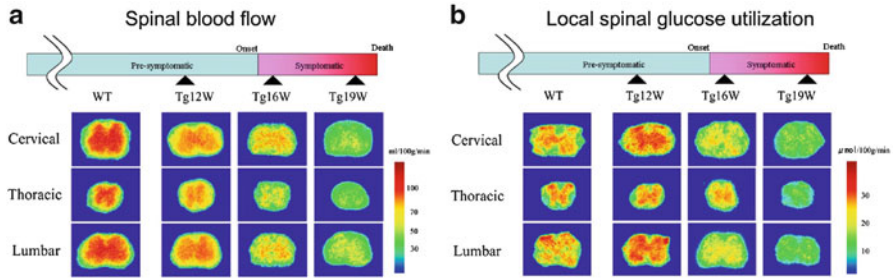 a Spinal blood flow
Onset Death
Pre-symptomatic Symptomatic
WT Tg12W Tg16W Tg19W
Cervical
Thoracic
Lumbar
ml/100g/min
100
70
50
30
b Local spinal glucose utilization
Onset Death
Pre-symptomatic Symptomatic
WT Tg12W Tg16W Tg19W
Cervical
Thoracic
Lumbar
μmol/100g/min
30
20
10